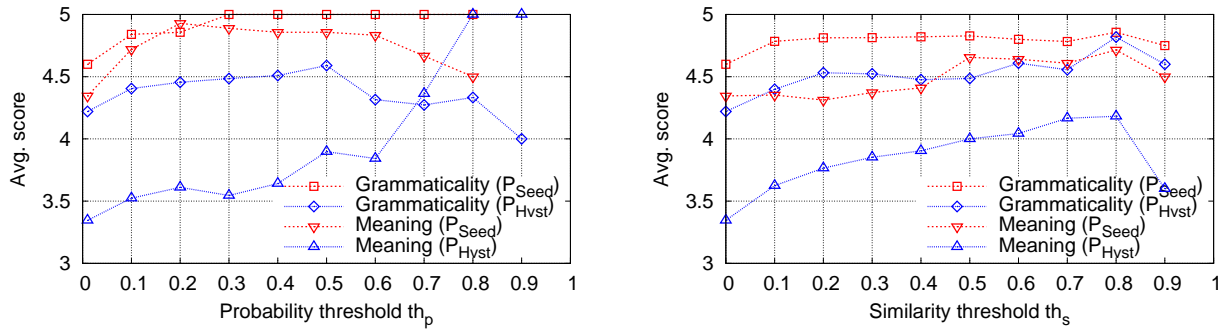 5
4.5
4
3.5
3
Avg. score
0 0.1 0.2 0.3 0.4 0.5 0.6 0.7 0.8 0.9 1
Probability threshold th_p
Grammaticality (P_Seed)
Grammaticality (P_Hvst)
Meaning (P_Seed)
Meaning (P_Hvst)
5
4.5
4
3.5
3
Avg. score
0 0.1 0.2 0.3 0.4 0.5 0.6 0.7 0.8 0.9 1
Similarity threshold th_s
Grammaticality (P_Seed)
Grammaticality (P_Hvst)
Meaning (P_Seed)
Meaning (P_Hvst)